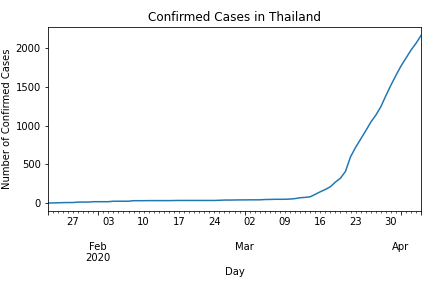 Confirmed Cases in Thailand
Number of Confirmed Cases
2000
1500
1000
500
0
27 03 10 17 24 02 09 16 23 30
Feb Mar Apr
2020
Day